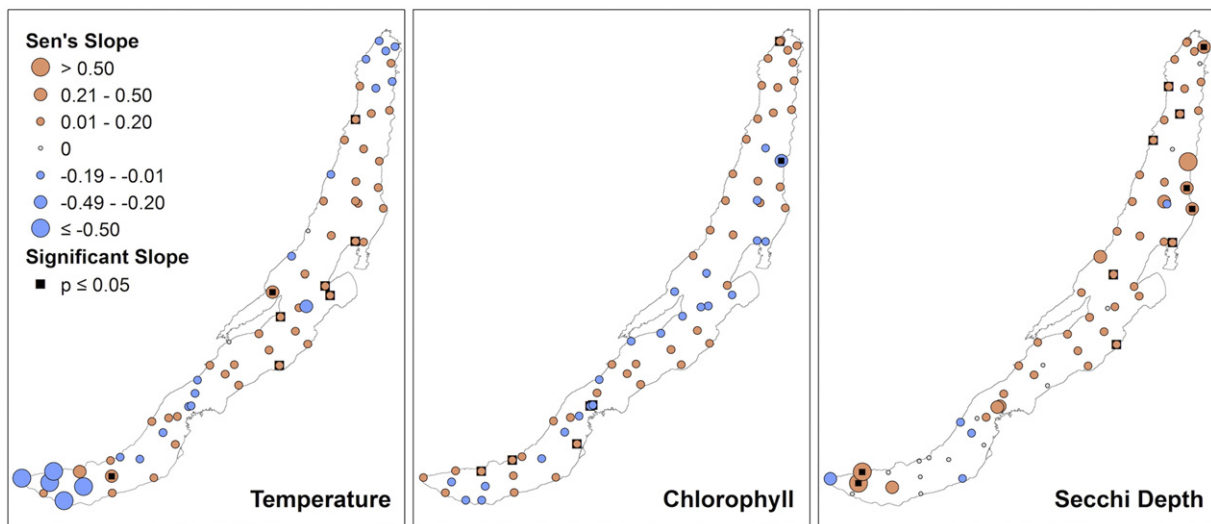 Sen's Slope
> 0.50
0.21 - 0.50
0.01 - 0.20
0
-0.19 - -0.01
-0.49 - -0.20
≤ -0.50
Significant Slope
p ≤ 0.05
Temperature
Chlorophyll
Secchi Depth